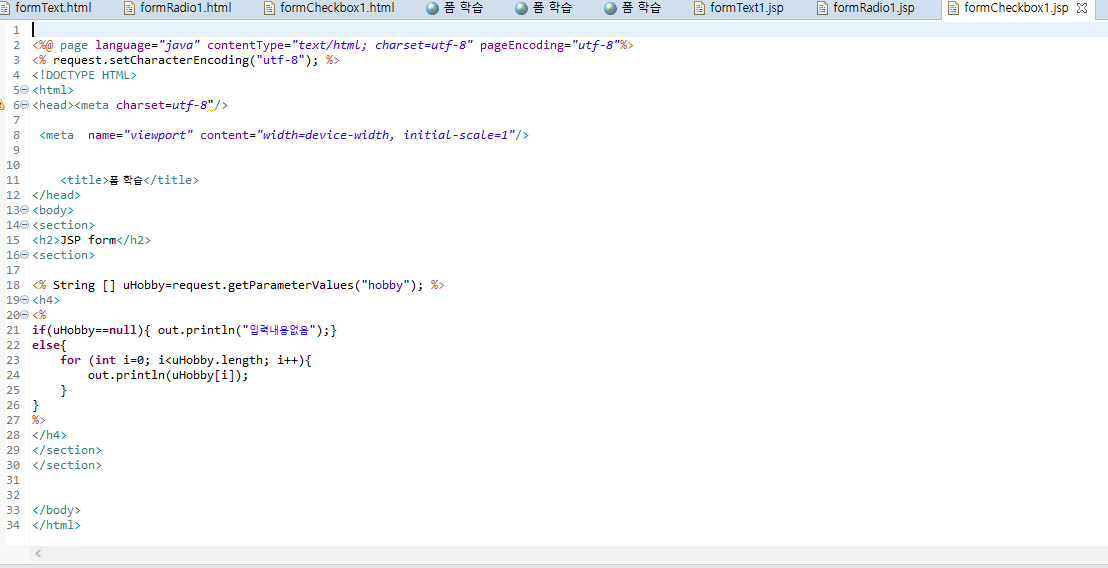 formText.html formRadio1.html formCheckbox1.html 폼 학습 폼 학습 폼 학습 formText1.jsp formRadio1.jsp formCheckbox1.jsp
1
2 <%@ page language="java" contentType="text/html; charset=utf-8" pageEncoding="utf-8"%>
3 <% request.setCharacterEncoding("utf-8"); %>
4 <!DOCTYPE HTML>
5 <html>
6 <head><meta charset=utf-8"/>
7
8 <meta  name="viewport" content="width=device-width, initial-scale=1"/>
9
10
11     <title>폼 학습</title>
12 </head>
13 <body>
14 <section>
15 <h2>JSP form</h2>
16 <section>
17
18 <% String [] uHobby=request.getParameterValues("hobby"); %>
19 <h4>
20 <%
21 if(uHobby==null){ out.println("입력내용없음");}
22 else{
23     for (int i=0; i<uHobby.length; i++){
24         out.println(uHobby[i]);
25     }
26 }
27 %>
28 </h4>
29 </section>
30 </section>
31
32
33 </body>
34 </html>